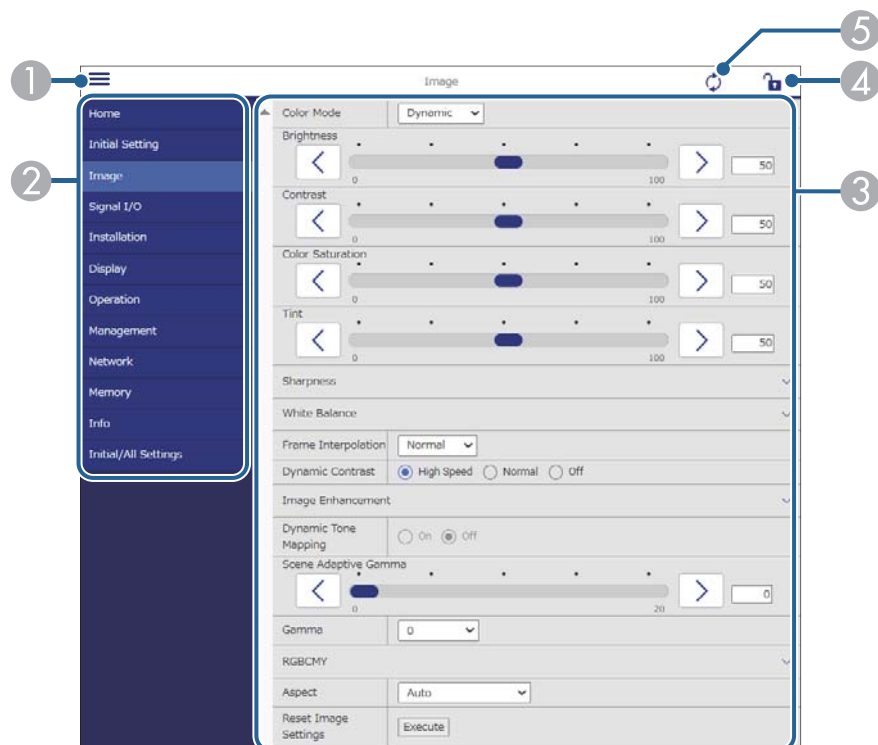 5
1
Image
4
Home
Color Mode
Dynamic
Initial Setting
Brightness
2
Image
0
100
50
3
Signal I/O
Contrast
Installation
0
100
50
Display
Color Saturation
Operation
0
100
50
Management
Tint
Network
0
100
50
Memory
Sharpness
Info
White Balance
Initial/All Settings
Frame Interpolation
Normal
Dynamic Contrast
High Speed
Normal
Off
Image Enhancement
Dynamic Tone
Mapping
On
Off
Scene Adaptive Gamma
0
20
0
Gamma
0
RGBCMY
Aspect
Auto
Reset Image
Settings
Execute